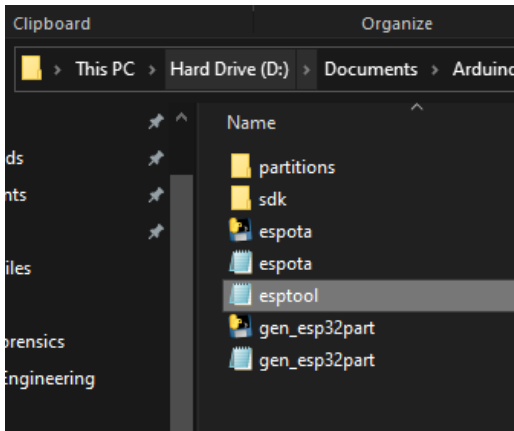 Clipboard
Organize
This PC > Hard Drive (D:) > Documents > Arduino
Name
ds
nts
iles
orensics
Engineering
partitions
sdk
espota
espota
esptool
gen_esp32part
gen_esp32part